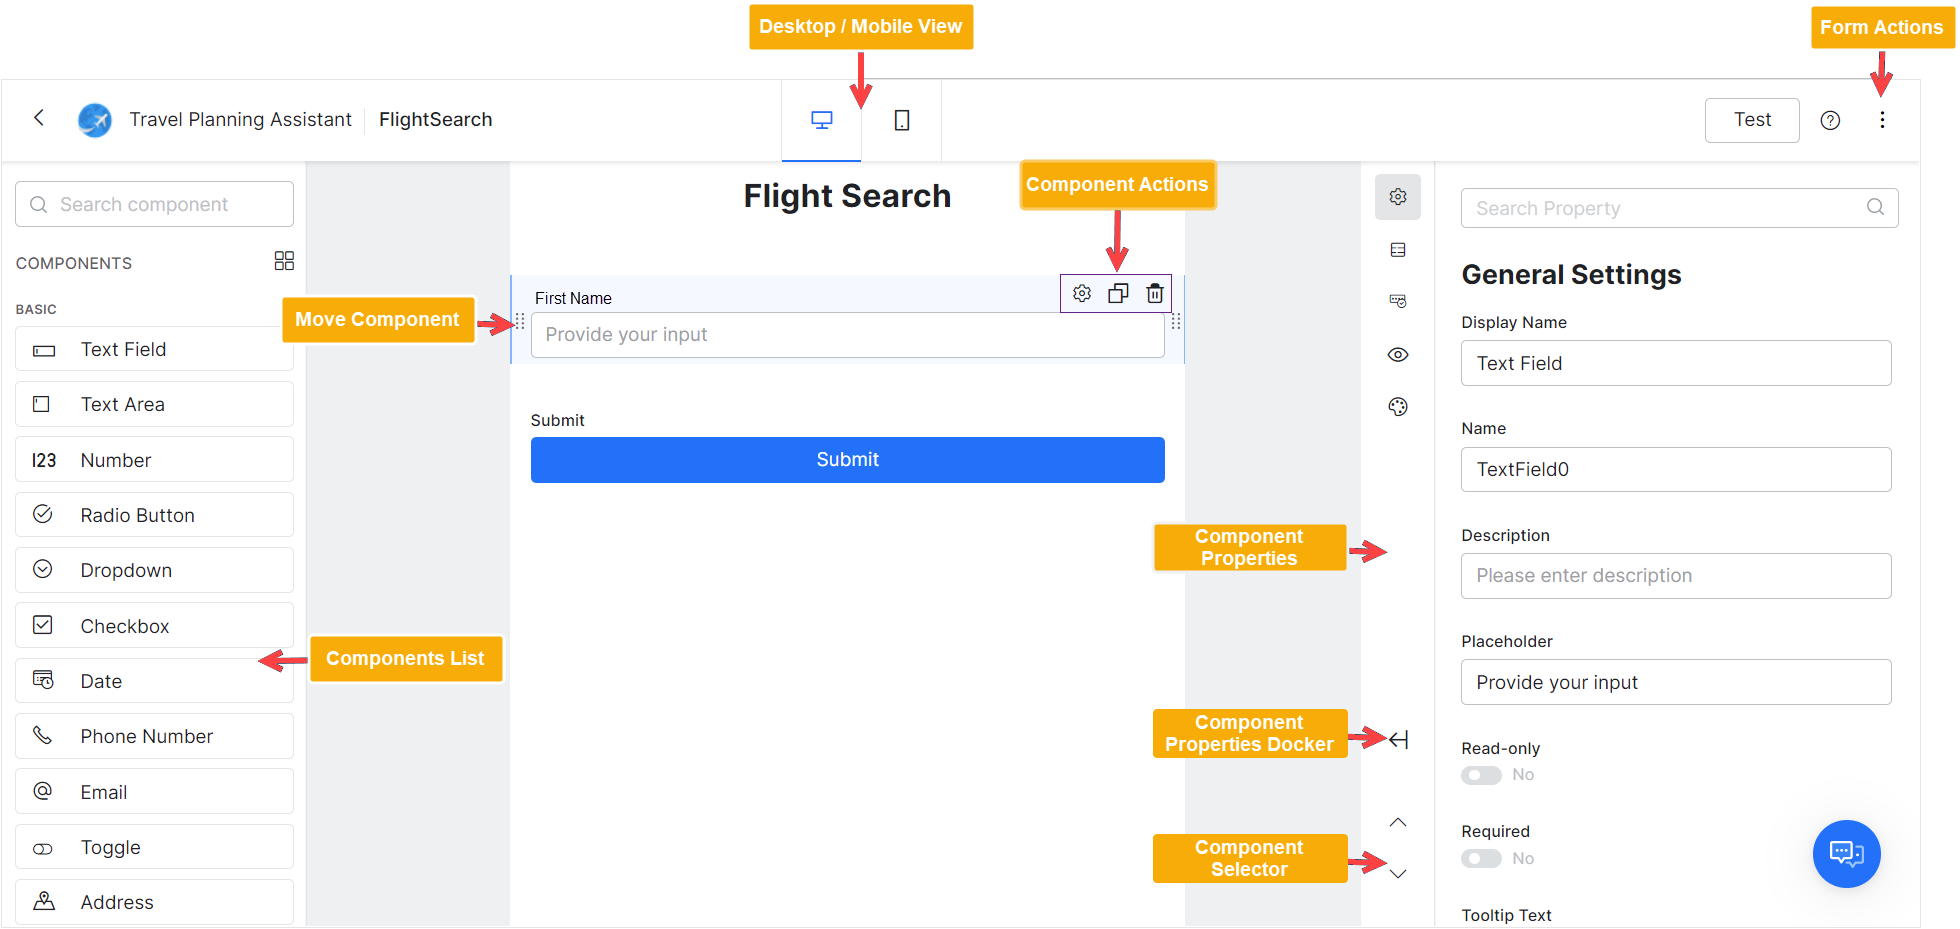 Desktop / Mobile View
Form Actions
Travel Planning Assistant
FlightSearch
Test
Search component
COMPONENTS
BASIC
Text Field
Text Area
123 Number
Radio Button
Dropdown
Checkbox
Date
Phone Number
Email
Toggle
Address
Flight Search
Component Actions
Move Component
First Name
Provide your input
Submit
Submit
Components List
Component
Properties
Component
Properties Docker
Component
Selector
Search Property
General Settings
Display Name
Text Field
Name
TextField0
Description
Please enter description
Placeholder
Provide your input
Read-only
No
Required
No
Tooltip Text